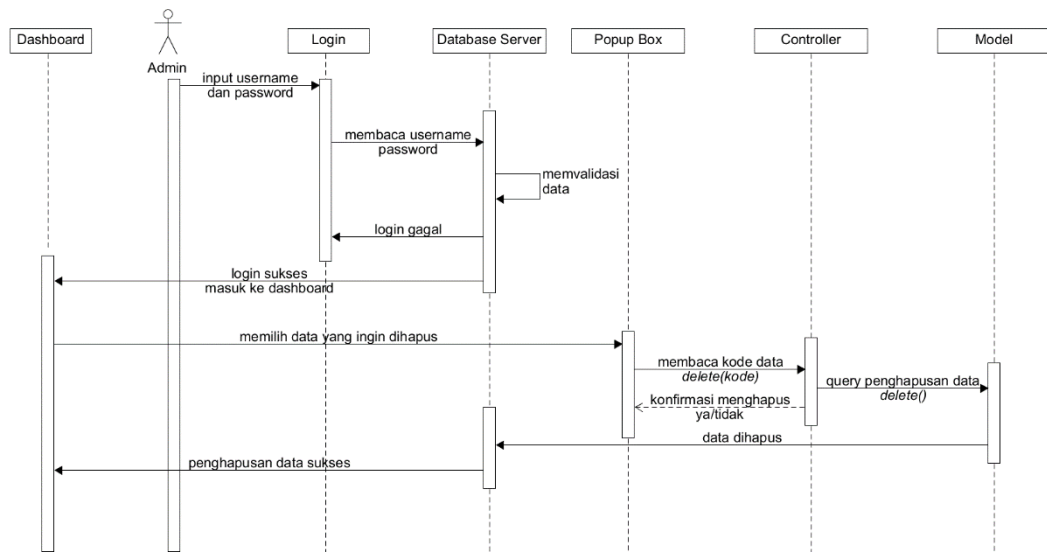 Dashboard
Admin
Login
Database Server
Popup Box
Controller
Model
input username
dan password
membaca username
password
memvalidasi
data
login gagal
login sukses
masuk ke dashboard
memilih data yang ingin dihapus
membaca kode data
delete(kode)
query penghapusan data
delete()
konfirmasi menghapus
ya/tidak
data dihapus
penghapusan data sukses